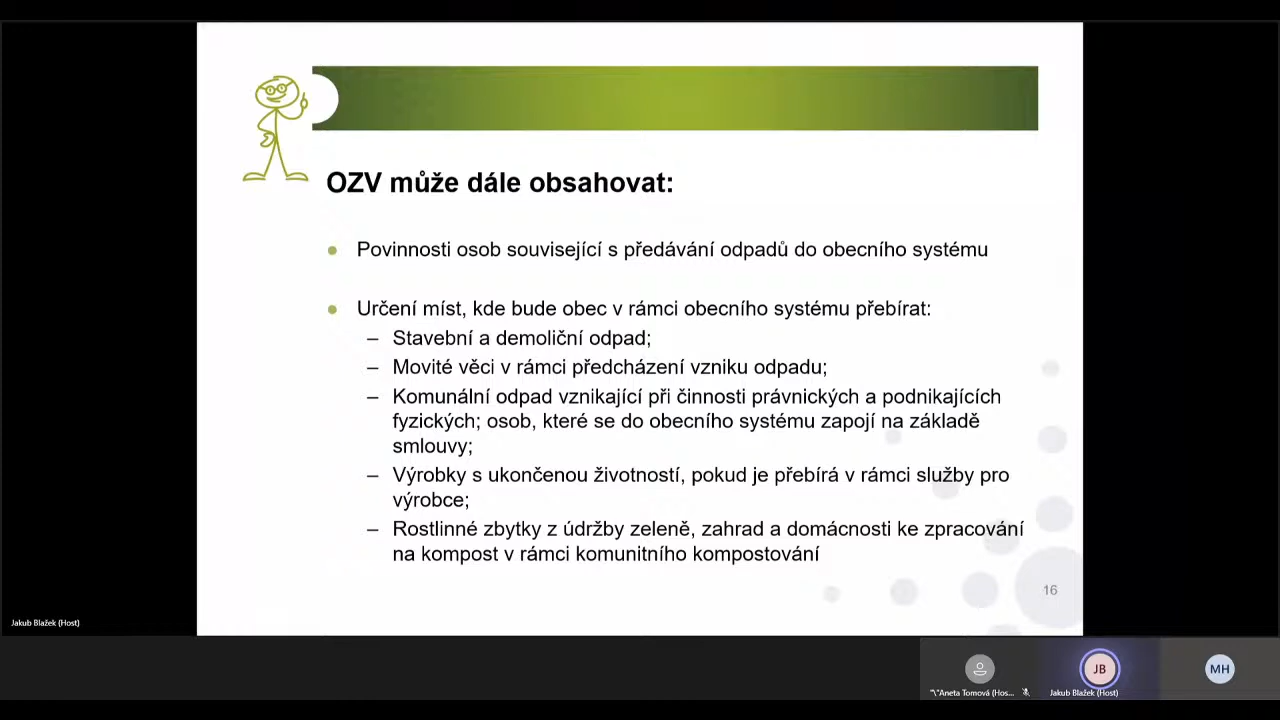 OZV může dále obsahovat:
Povinnosti osob související s předávání odpadů do obecního systému
Určení míst, kde bude obec v rámci obecního systému přebírat:
– Stavební a demoliční odpad;
– Movité věci v rámci předcházení vzniku odpadu;
– Komunální odpad vznikající při činnosti právnických a podnikajících
fyzických; osob, které se do obecního systému zapojí na základě
smlouvy;
– Výrobky s ukončenou životností, pokud je přebírá v rámci služby pro
výrobce;
– Rostlinné zbytky z údržby zeleně, zahrad a domácnosti ke zpracování
na kompost v rámci komunitního kompostování
16
Jakub Blažek (Host)
JB
MH
"\"Aneta Tomová (Hos...
Jakub Blažek (Host)